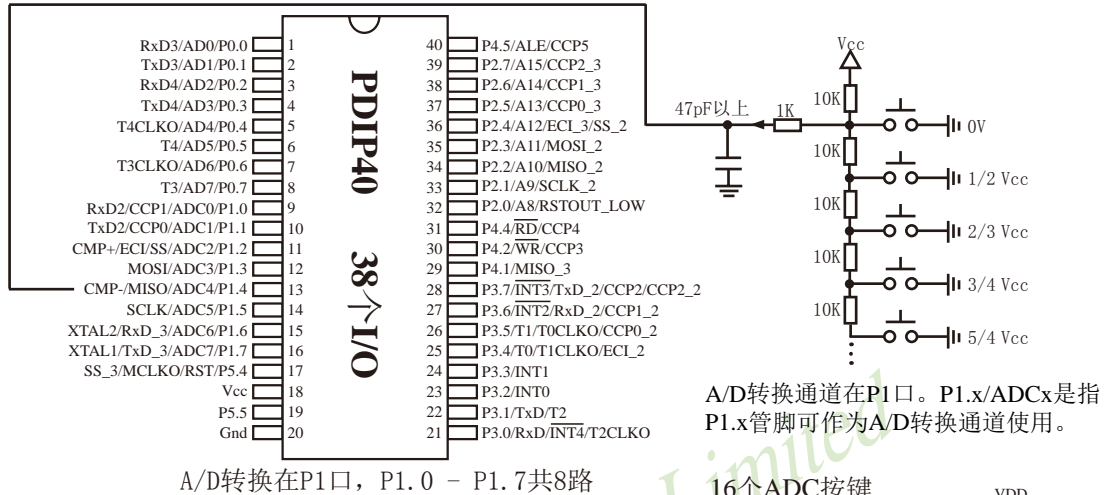 RxD3/AD0/P0.0 1
TxD3/AD1/P0.1 2
RxD4/AD2/P0.2 3
TxD4/AD3/P0.3 4
T4CLKO/AD4/P0.4 5
T4/AD5/P0.5 6
T3CLKO/AD6/P0.6 7
T3/AD7/P0.7 8
RxD2/CCP1/ADC0/P1.0 9
TxD2/CCP0/ADC1/P1.1 10
CMP+/ECI/SS/ADC2/P1.2 11
MOSI/ADC3/P1.3 12
CMP-/MISO/ADC4/P1.4 13
SCLK/ADC5/P1.5 14
XTAL2/RxD_3/ADC6/P1.6 15
XTAL1/TxD_3/ADC7/P1.7 16
SS_3/MCLKO/RST/P5.4 17
Vcc 18
P5.5 19
Gnd 20
PDIP40 38个I/O
40 P4.5/ALE/CCP5
39 P2.7/A15/CCP2_3
38 P2.6/A14/CCP1_3
37 P2.5/A13/CCP0_3
36 P2.4/A12/ECI_3/SS_2
35 P2.3/A11/MOSI_2
34 P2.2/A10/MISO_2
33 P2.1/A9/SCLK_2
32 P2.0/A8/RSTOUT_LOW
31 P4.4/RD/CCP4
30 P4.2/WR/CCP3
29 P4.1/MISO_3
28 P3.7/INT3/TxD_2/CCP2/CCP2_2
27 P3.6/INT2/RxD_2/CCP1_2
26 P3.5/T1/T0CLKO/CCP0_2
25 P3.4/T0/T1CLKO/ECI_2
24 P3.3/INT1
23 P3.2/INT0
22 P3.1/TxD/T2
21 P3.0/RxD/INT4/T2CLKO
A/D转换在P1口，P1.0 - P1.7共8路
Vcc
10K
47pF以上 1K
0V
10K
1/2 Vcc
10K
2/3 Vcc
10K
3/4 Vcc
10K
5/4 Vcc
A/D转换通道在P1口。P1.x/ADCx是指
P1.x管脚可作为A/D转换通道使用。
Limited
16个ADC按键
VDD